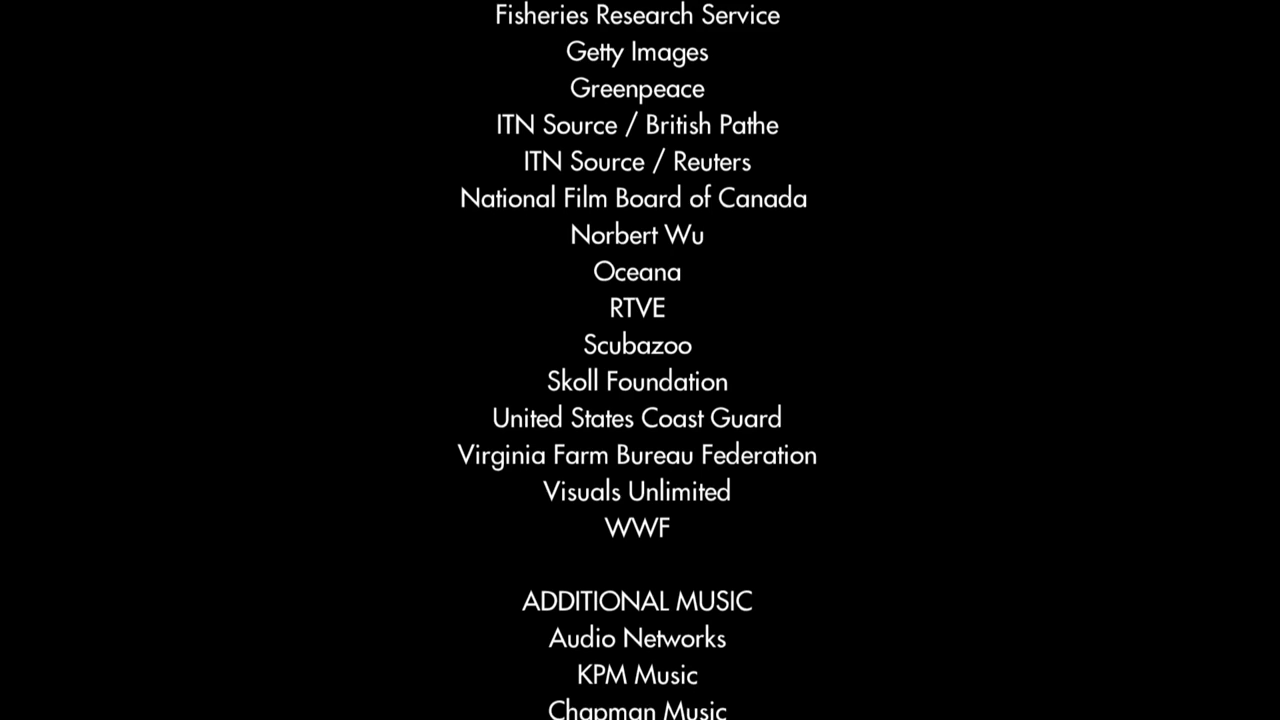 Fisheries Research Service
Getty Images
Greenpeace
ITN Source / British Pathe
ITN Source / Reuters
National Film Board of Canada
Norbert Wu
Oceana
RTVE
Scubazoo
Skoll Foundation
United States Coast Guard
Virginia Farm Bureau Federation
Visuals Unlimited
WWF
ADDITIONAL MUSIC
Audio Networks
KPM Music
Chapman Music